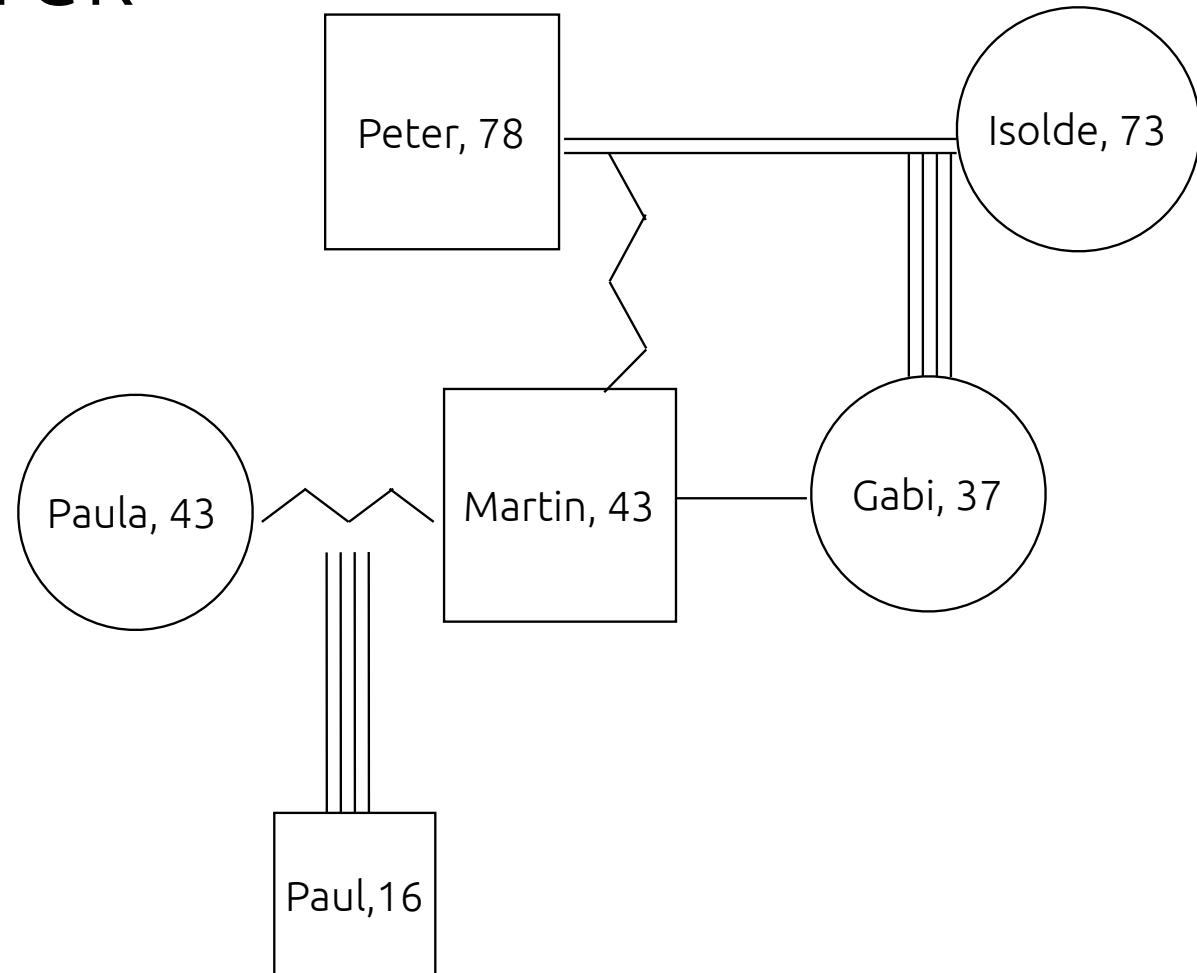 Peter, 78
Isolde, 73
Paula, 43
Martin, 43
Gabi, 37
Paul,16